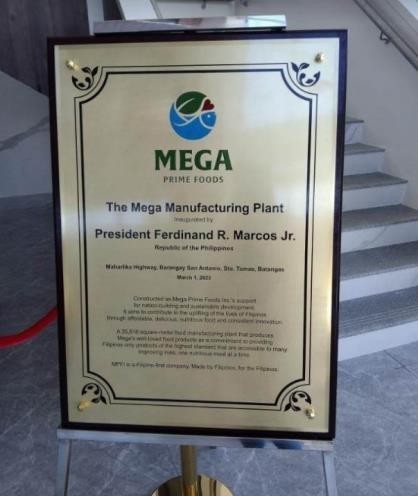 MEGA
PRIME FOODS
The Mega Manufacturing Plant
Inaugurated by
President Ferdinand R. Marcos Jr.
Republic of the Philippines
Maharlika Highway, Barangay San Antonio, Sto. Tomas, Batangas
March 1, 2023
Constructed as Mega Prime Foods Inc.'s support
for nation-building and sustainable development.
It aims to contribute to the uplifting of the lives of Filipinos
through affordable, delicious, nutritious food and consistent innovation.
A square-meter food manufacturing plant that produces
Mega's well-loved food products as a commitment to providing
Filipinos only products of the highest standard that are accessible to many
improving lives, one nutritious meal at a time.
MPFI is a Filipino-first company. Made by Filipinos, for the Filipinos.